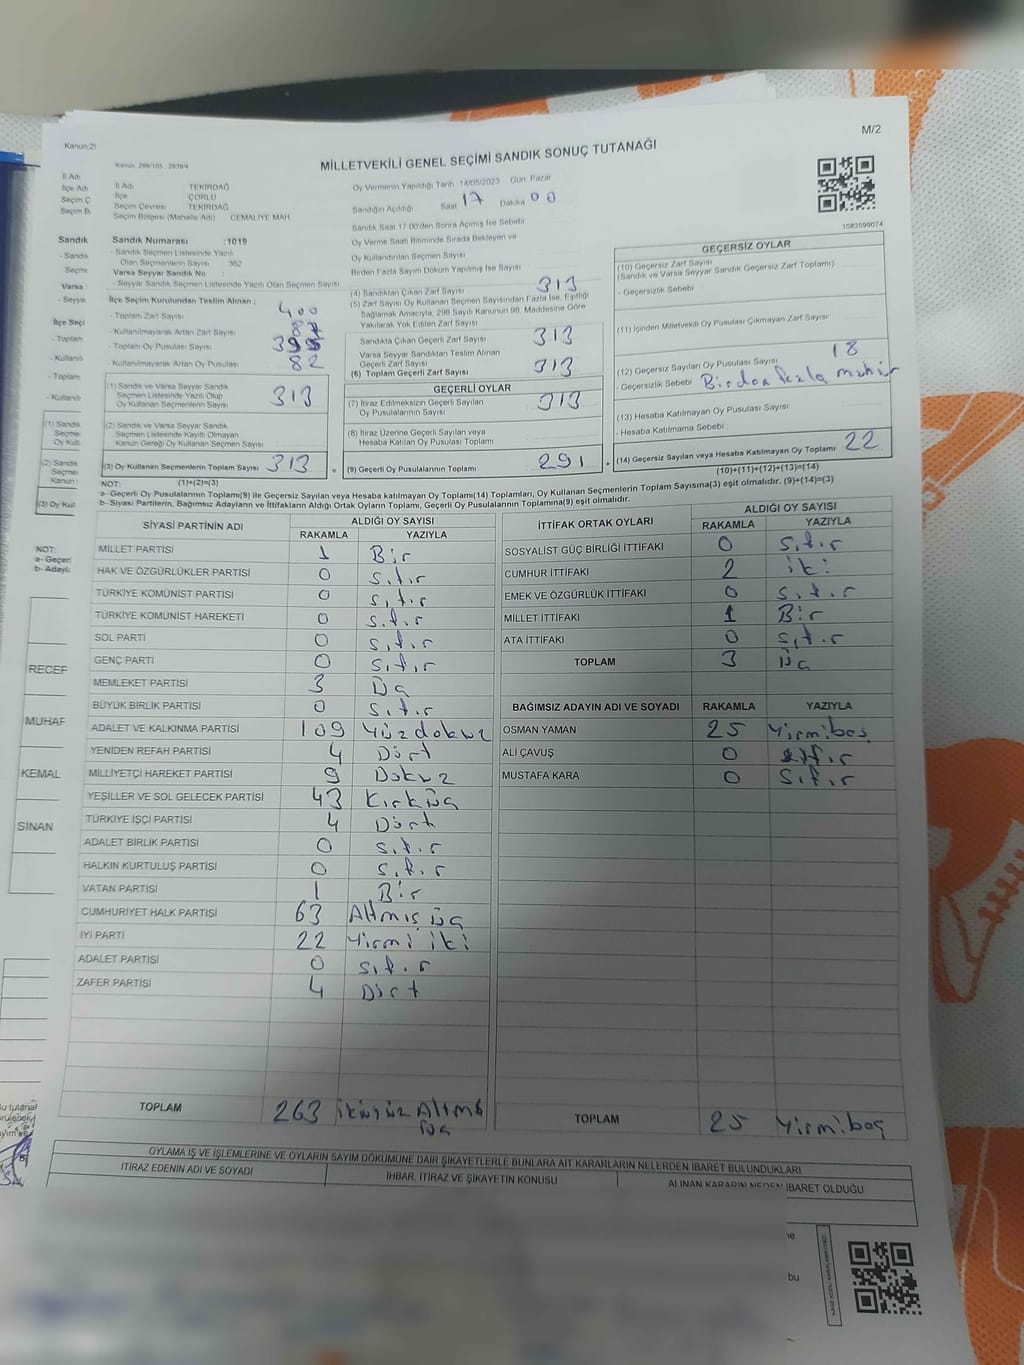 M/2
Kanun:2!
Kanun: 298/105 ; 2839/4
MİLLETVEKİLİ GENEL SEÇİMİ SANDIK SONUÇ TUTANAĞI
İl Adı
İlçe Adı
Seçim Ç
Seçim B
İl Adı : TEKİRDAĞ
İlçe : ÇORLU
Seçim Çevresi : TEKİRDAĞ
Seçim Bölgesi (Mahalle Adı) : CEMALİYE MAH
Oy Vermenin Yapıldığı Tarih :14/05/2023 Gün: Pazar
Sandığın Açıldığı Saat 17 Dakika 00
Sandık Saat 17:00'den Sonra Açımış İse Sebebi
Oy Verme Saati Bitiminde Sırada Bekleyen ve
Oy Kullandırılan Seçmen Sayısı
Birden Fazla Sayım Döküm Yapılmış İse Sayısı
1083599074
Sandık
Sandık Numarası :1019
- Sandık Seçmen Listesinde Yazılı
Olan Seçmenlerin Sayısı :362
Varsa Seyyar Sandık No :
- Seyyar Sandık Seçmen Listesinde Yazılı Olan Seçmen Sayısı
İlçe Seçim Kurulundan Teslim Alınan :
- Toplam Zarf Sayısı 400
- Kullanılmayarak Artan Zarf Sayısı 87
- Toplam Oy Pusulası Sayısı 395
- Kullanılmayarak Artan Oy Pusulası 82
(1) Sandık ve Varsa Seyyar Sandık
Seçmen Listesinde Yazılı Olup
Oy Kullanan Seçmenlerin Sayısı 313
(2) Sandık ve Varsa Seyyar Sandık
Seçmen Listesinde Kayıtlı Olmayan
Kanun Gereği Oy Kullanan Seçmen Sayısı
(3) Oy Kullanan Seçmenlerin Toplam Sayısı 313
(4) Sandıktan Çıkan Zarf Sayısı 313
(5) Zarf Sayısı Oy Kullanan Seçmen Sayısından Fazla İse, Eşitliği
Sağlamak Amacıyla, 298 Sayılı Kanunun 98. Maddesine Göre
Yakılarak Yok Edilen Zarf Sayısı
Sandıkta Çıkan Geçerli Zarf Sayısı 313
Varsa Seyyar Sandıktan Teslim Alınan
Geçerli Zarf Sayısı
(6) Toplam Geçerli Zarf Sayısı 313
GEÇERLİ OYLAR
(7) İtiraz Edilmeksizin Geçerli Sayılan
Oy Pusulalarının Sayısı 313
(8) İtiraz Üzerine Geçerli Sayılan veya
Hesaba Katılan Oy Pusulası Toplamı
= (9) Geçerli Oy Pusulalarının Toplamı 291
GEÇERSİZ OYLAR
(10) Geçersiz Zarf Sayısı
(Sandık ve Varsa Seyyar Sandık Geçersiz Zarf Toplamı)
- Geçersizlik Sebebi :
(11) İçinden Milletvekili Oy Pusulası Çıkmayan Zarf Sayısı
(12) Geçersiz Sayılan Oy Pusulası Sayısı 18
- Geçersizlik Sebebi : Birden fazla mühür
(13) Hesaba Katılmayan Oy Pusulası Sayısı
- Hesaba Katılmama Sebebi :
+ (14) Geçersiz Sayılan veya Hesaba Katılmayan Oy Toplamı 22
NOT: (1)+(2)=(3)
(10)+(11)+(12)+(13)=(14)
a- Geçerli Oy Pusulalarının Toplamı(9) ile Geçersiz Sayılan veya Hesaba katılmayan Oy Toplamı(14) Toplamları, Oy Kullanan Seçmenlerin Toplam Sayısına(3) eşit olmalıdır. (9)+(14)=(3)
b- Siyasi Partilerin, Bağımsız Adayların ve İttifakların Aldığı Ortak Oyların Toplamı, Geçerli Oy Pusulalarının Toplamına(9) eşit olmalıdır.
SİYASİ PARTİNİN ADI ALDIĞI OY SAYISI
RAKAMLA YAZIYLA
MİLLET PARTİSİ 1 Bir
HAK VE ÖZGÜRLÜKLER PARTİSİ 0 Sıfır
TÜRKİYE KOMÜNİST PARTİSİ 0 Sıfır
TÜRKİYE KOMÜNİST HAREKETİ 0 Sıfır
SOL PARTİ 0 Sıfır
GENÇ PARTİ 0 Sıfır
MEMLEKET PARTİSİ 3 Üç
BÜYÜK BİRLİK PARTİSİ 0 Sıfır
ADALET VE KALKINMA PARTİSİ 109 Yüzdokuz
YENİDEN REFAH PARTİSİ 4 Dört
MİLLİYETÇİ HAREKET PARTİSİ 9 Dokuz
YEŞİLLER VE SOL GELECEK PARTİSİ 43 Kırküç
TÜRKİYE İŞÇİ PARTİSİ 4 Dört
ADALET BİRLİK PARTİSİ 0 Sıfır
HALKIN KURTULUŞ PARTİSİ 0 Sıfır
VATAN PARTİSİ 1 Bir
CUMHURİYET HALK PARTİSİ 63 Altmış üç
İYİ PARTİ 22 Yirmi iki
ADALET PARTİSİ 0 Sıfır
ZAFER PARTİSİ 4 Dört
TOPLAM 263 ikiyüz Altmış üç
İTTİFAK ORTAK OYLARI ALDIĞI OY SAYISI
RAKAMLA YAZIYLA
SOSYALİST GÜÇ BİRLİĞİ İTTİFAKI 0 Sıfır
CUMHUR İTTİFAKI 2 iki
EMEK VE ÖZGÜRLÜK İTTİFAKI 0 Sıfır
MİLLET İTTİFAKI 1 Bir
ATA İTTİFAKI 0 Sıfır
TOPLAM 3 üç
BAĞIMSIZ ADAYIN ADI VE SOYADI RAKAMLA YAZIYLA
OSMAN YAMAN 25 Yirmibeş
ALİ ÇAVUŞ 0 Sıfır
MUSTAFA KARA 0 Sıfır
TOPLAM 25 Yirmibeş
RECEP
MUHAR
KEMAL
SİNAN
OYLAMA İŞ VE İŞLEMLERİNE VE OYLARIN SAYIM DÖKÜMÜNE DAİR ŞİKAYETLERLE BUNLARA AİT KARARLARIN NELERDEN İBARET BULUNDUKLARI
İTİRAZ EDENİN ADI VE SOYADI İHBAR, İTİRAZ VE ŞİKAYETİN KONUSU ALINAN KARARIN NEDEN İBARET OLDUĞU